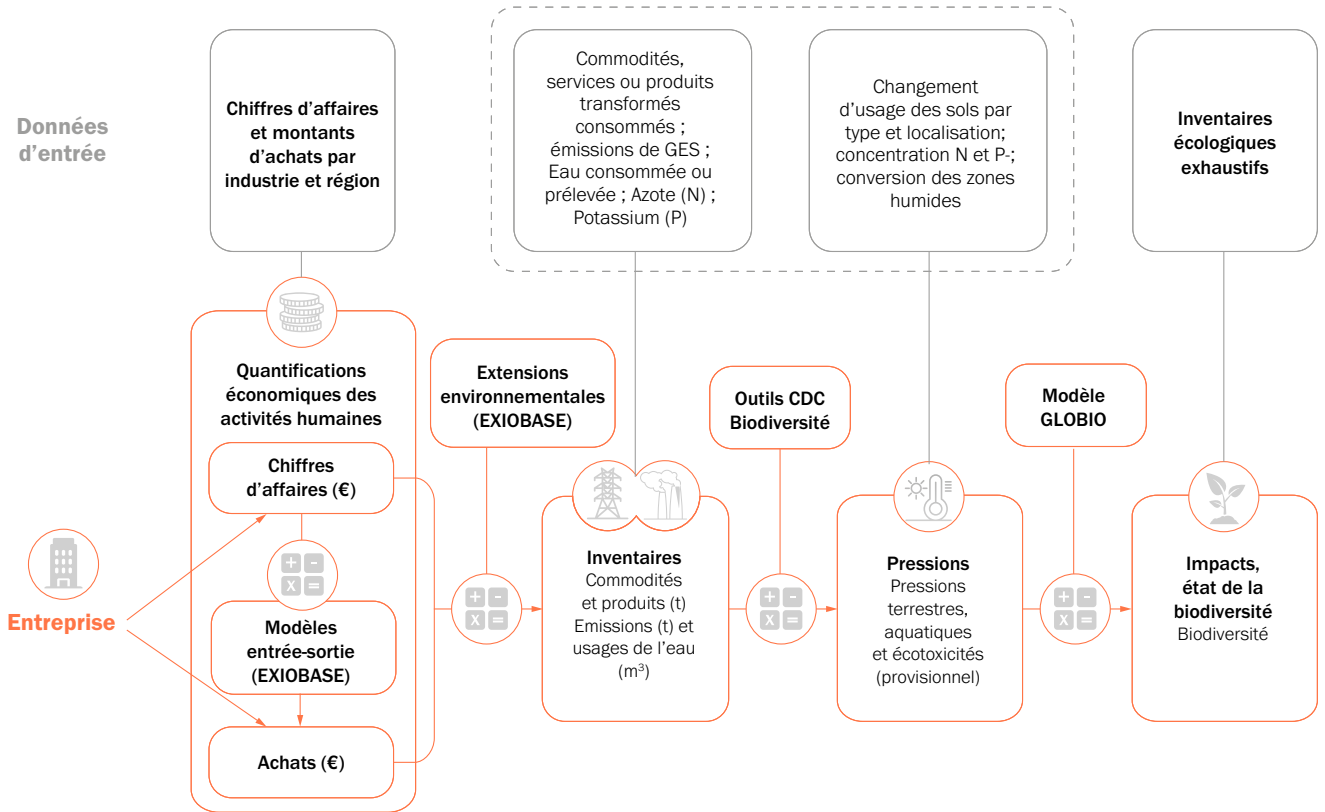 Données
d'entrée
Chiffres d'affaires
et montants
d'achats par
industrie et région
Commodités,
services ou produits
transformés
consommés ;
émissions de GES ;
Eau consommée ou
prélevée ; Azote (N) ;
Potassium (P)
Changement
d'usage des sols par
type et localisation;
concentration N et P-;
conversion des zones
humides
Inventaires
écologiques
exhaustifs
Quantifications
économiques des
activités humaines
Chiffres
d'affaires (€)
Modèles
entrée-sortie
(EXIOBASE)
Achats (€)
Entreprise
Extensions
environnementales
(EXIOBASE)
Inventaires
Commodités
et produits (t)
Emissions (t) et
usages de l'eau
(m³)
Outils CDC
Biodiversité
Pressions
Pressions
terrestres,
aquatiques
et écotoxicités
(provisionnel)
Modèle
GLOBIO
Impacts,
état de la
biodiversité
Biodiversité